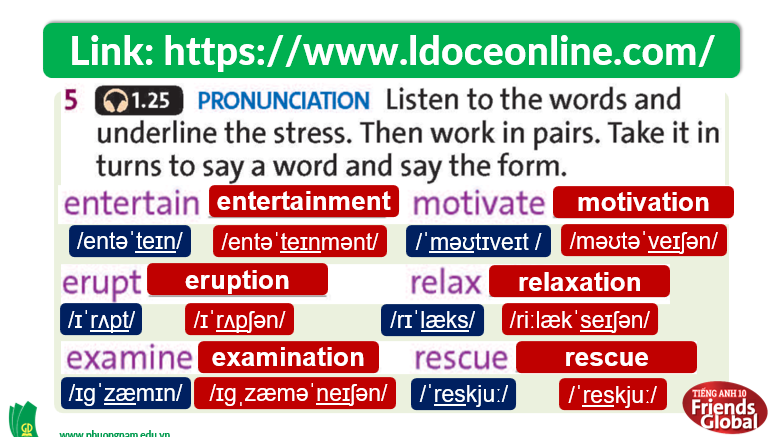 Link: https://www.ldoceonline.com/
5 1.25 PRONUNCIATION Listen to the words and
underline the stress. Then work in pairs. Take it in
turns to say a word and say the form.
entertain entertainment motivate motivation
/entəˈteɪn/ /entəˈteɪnmənt/ /ˈməʊtɪveɪt / /məʊtəˈveɪʃən/
erupt eruption relax relaxation
/ɪˈrʌpt/ /ɪˈrʌpʃən/ /rɪˈlæks/ /riːlækˈseɪʃən/
examine examination rescue rescue
/ɪgˈzæmɪn/ /ɪgˌzæməˈneɪʃən/ /ˈreskjuː/ /ˈreskjuː/
TIẾNG ANH 10
Friends
Global
www.phuongnam.edu.vn